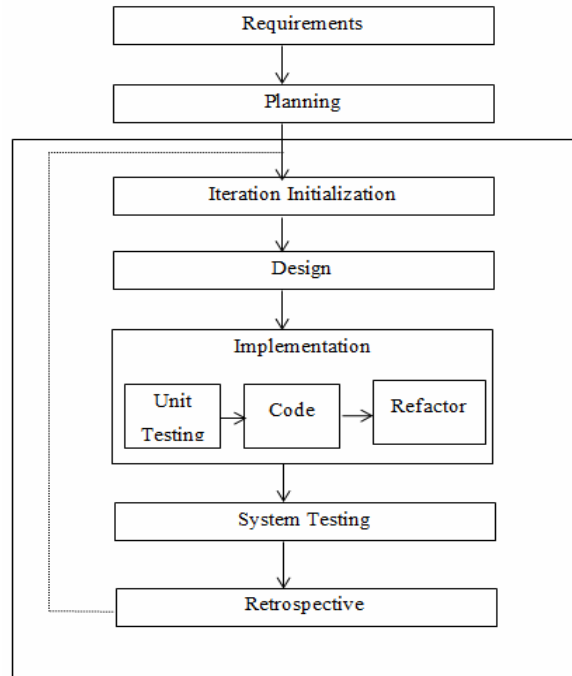 Requirements
Planning
Iteration Initialization
Design
Implementation
Unit
Testing
Code
Refactor
System Testing
Retrospective